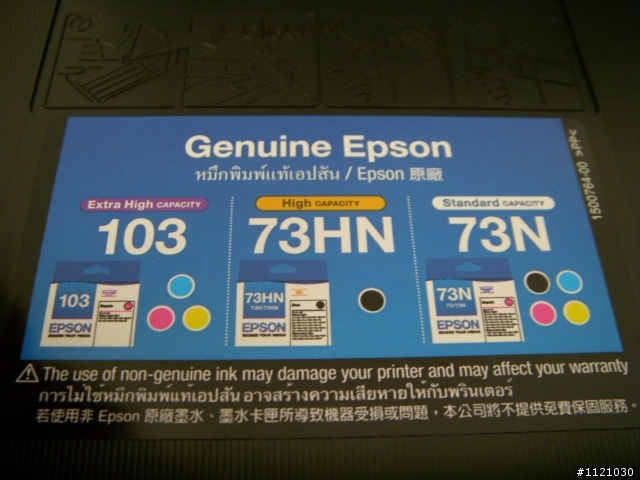 Genuine Epson
หมึกพิมพ์แท้เอปสัน / Epson 原廠
Extra High CAPACITY
103
High CAPACITY
73HN
Standard CAPACITY
73N
103
EPSON
73HN
73N/73HN
EPSON
73N
EPSON
1500764-00 >PP<
The use of non-genuine ink may damage your printer and may affect your warranty
การไม่ใช้หมึกพิมพ์แท้เอปสัน อาจสร้างความเสียหายให้กับพรินเตอร์
若使用非 Epson 原廠墨水、墨水卡匣所導致機器受損或問題，本公司將不提供免費保固服務。
#1121030